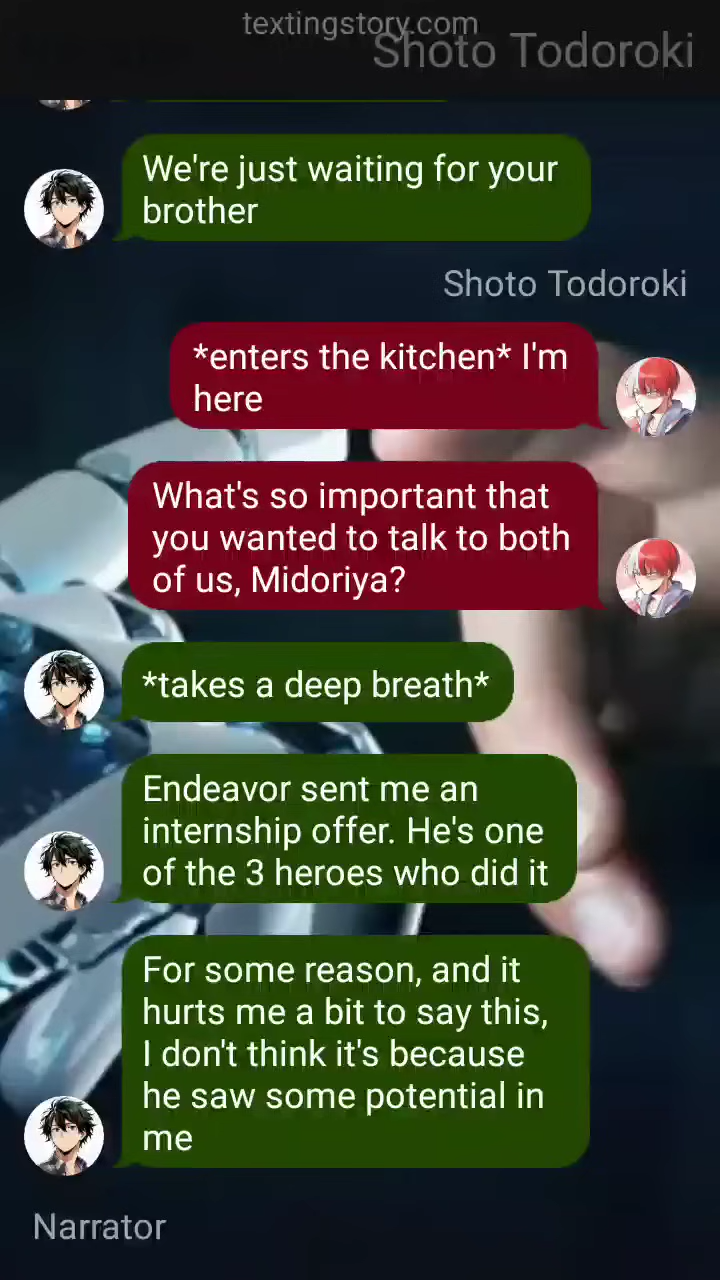 textingstory.com
Shoto Todoroki
We're just waiting for your
brother
Shoto Todoroki
*enters the kitchen* I'm
here
What's so important that
you wanted to talk to both
of us, Midoriya?
*takes a deep breath*
Endeavor sent me an
internship offer. He's one
of the 3 heroes who did it
For some reason, and it
hurts me a bit to say this,
I don't think it's because
he saw some potential in
me
Narrator